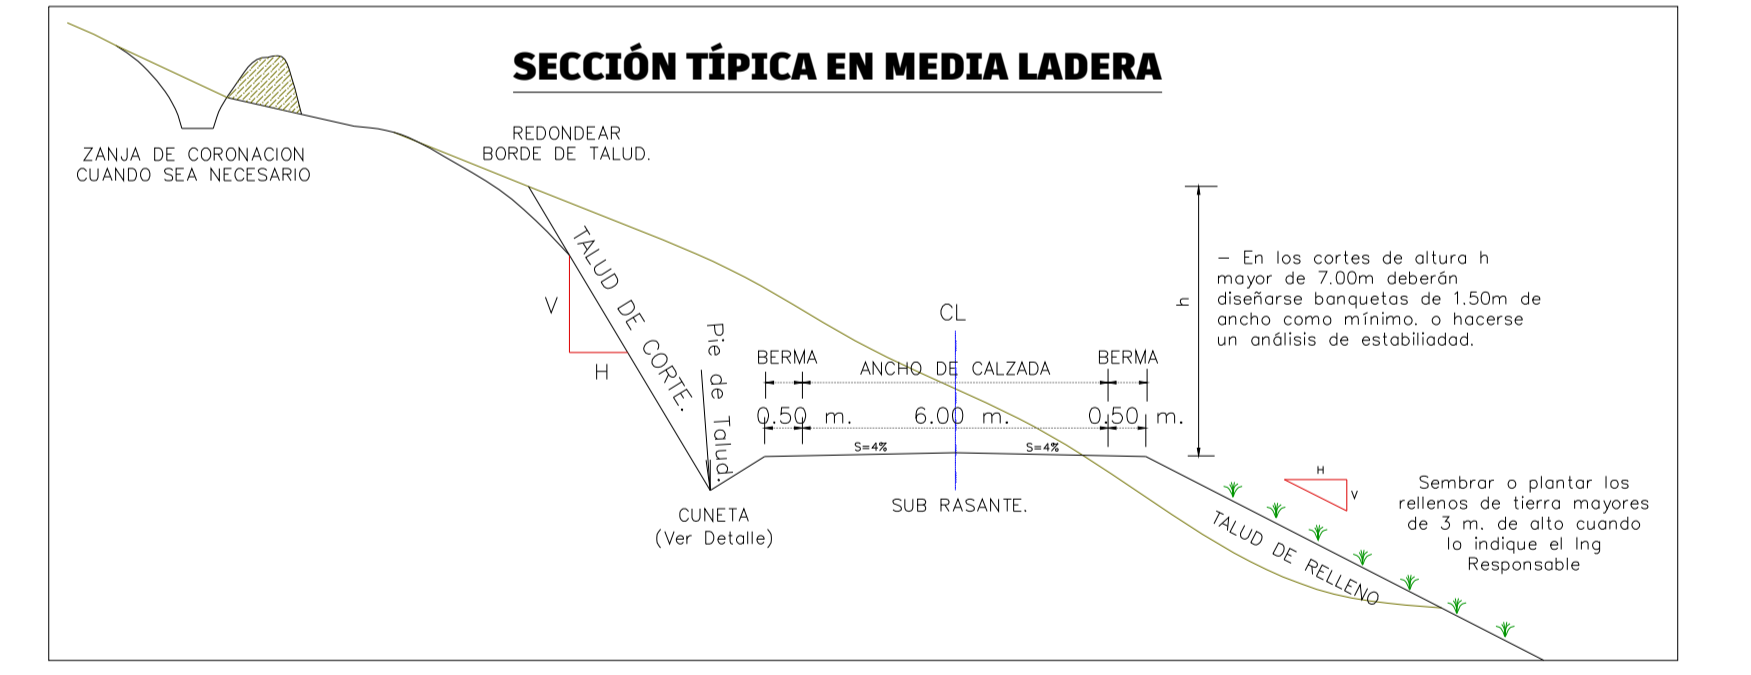 SECCIÓN TÍPICA EN MEDIA LADERA
ZANJA DE CORONACION
CUANDO SEA NECESARIO
REDONDEAR
BORDE DE TALUD.
TALUD DE CORTE.
V
H
Pie de Talud.
CUNETA
(Ver Detalle)
CL
BERMA
ANCHO DE CALZADA
BERMA
0.50 m.
6.00 m.
0.50 m.
S=4%
S=4%
SUB RASANTE.
h
– En los cortes de altura h
mayor de 7.00m deberán
diseñarse banquetas de 1.50m de
ancho como mínimo. o hacerse
un análisis de estabiliadad.
H
V
TALUD DE RELLENO
Sembrar o plantar los
rellenos de tierra mayores
de 3 m. de alto cuando
lo indique el Ing
Responsable